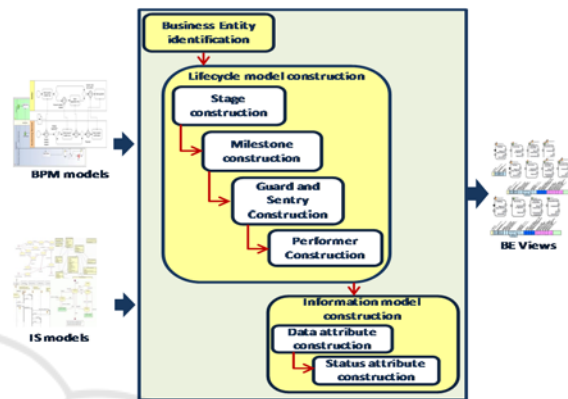 Business Entity
identification
Lifecycle model construction
Stage
construction
Milestone
construction
Guard and
Sentry
Construction
Performer
Construction
BPM models
BE Views
IS models
Information model
construction
Data attribute
construction
Status attribute
construction